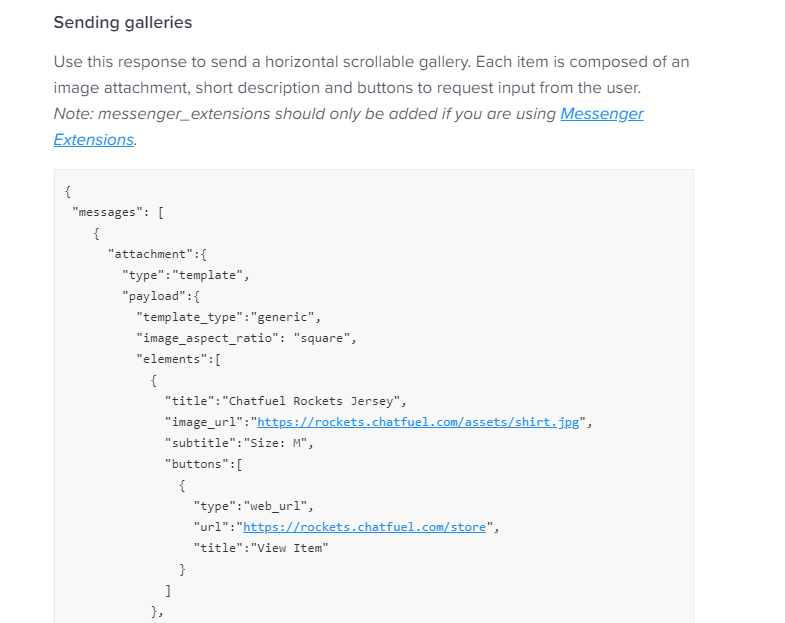 Sending galleries
Use this response to send a horizontal scrollable gallery. Each item is composed of an
image attachment, short description and buttons to request input from the user.
Note: messenger_extensions should only be added if you are using Messenger
Extensions.
{
"messages": [
{
"attachment":{
"type":"template",
"payload":{
"template_type":"generic",
"image_aspect_ratio": "square",
"elements":[
{
"title":"Chatfuel Rockets Jersey",
"image_url":"https://rockets.chatfuel.com/assets/shirt.jpg",
"subtitle":"Size: M",
"buttons":[
{
"type":"web_url",
"url":"https://rockets.chatfuel.com/store",
"title":"View Item"
}
]
},